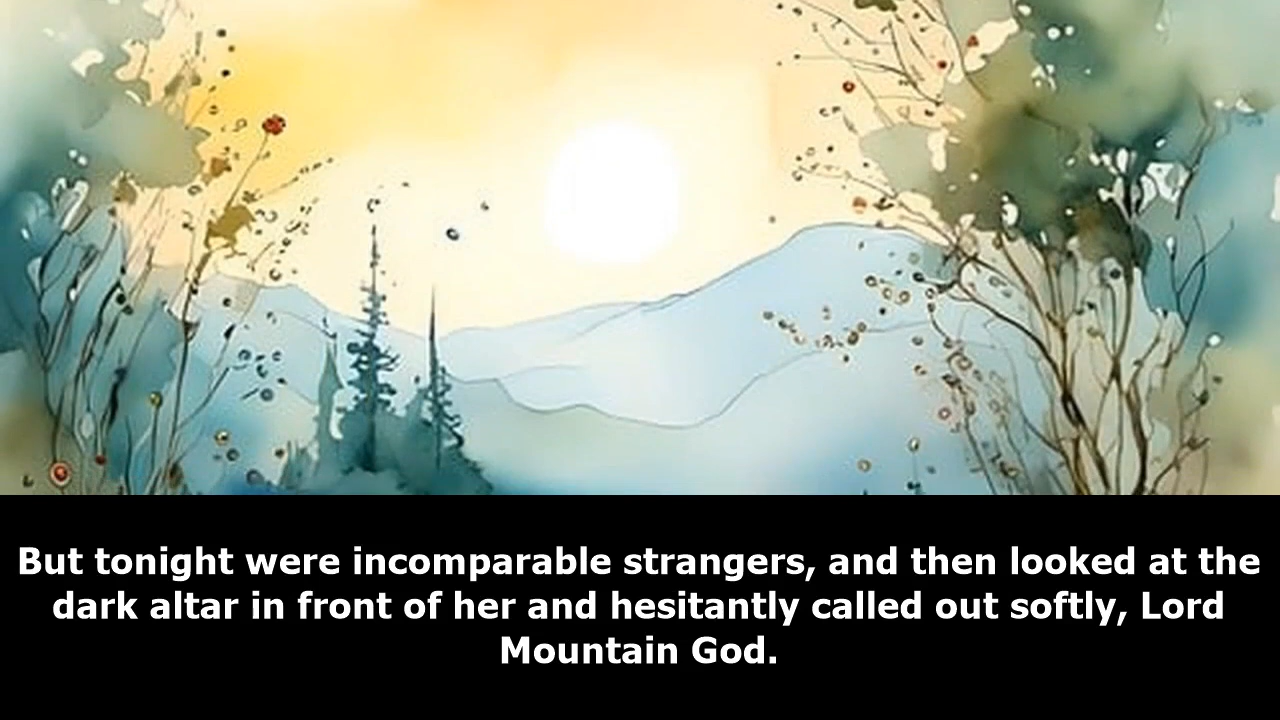 But tonight were incomparable strangers, and then looked at the
dark altar in front of her and hesitantly called out softly, Lord
Mountain God.